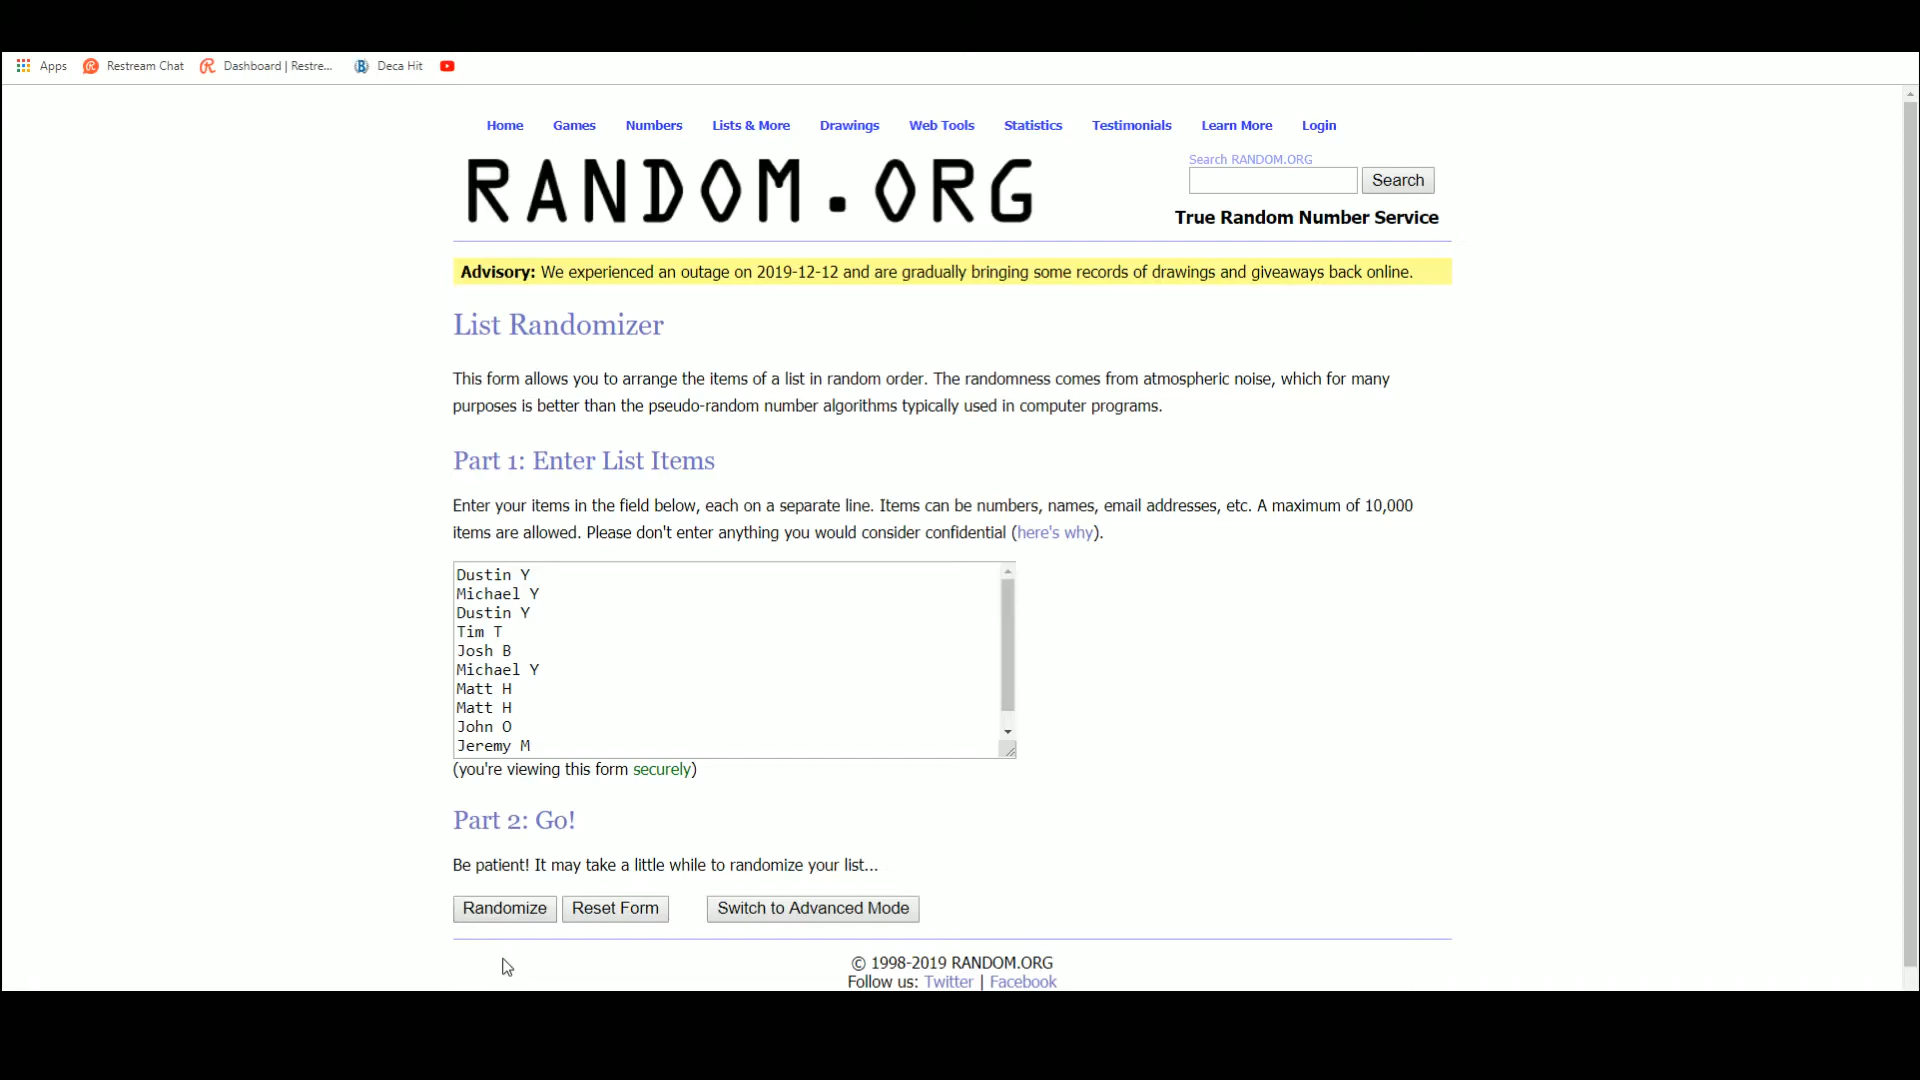 Apps Restream Chat Dashboard | Restre... Deca Hit
Home Games Numbers Lists & More Drawings Web Tools Statistics Testimonials Learn More Login
RANDOM.ORG
Search RANDOM.ORG
Search
True Random Number Service
Advisory: We experienced an outage on 2019-12-12 and are gradually bringing some records of drawings and giveaways back online.
List Randomizer
This form allows you to arrange the items of a list in random order. The randomness comes from atmospheric noise, which for many
purposes is better than the pseudo-random number algorithms typically used in computer programs.
Part 1: Enter List Items
Enter your items in the field below, each on a separate line. Items can be numbers, names, email addresses, etc. A maximum of 10,000
items are allowed. Please don't enter anything you would consider confidential (here's why).
Dustin Y
Michael Y
Dustin Y
Tim T
Josh B
Michael Y
Matt H
Matt H
John O
Jeremy M
(you're viewing this form securely)
Part 2: Go!
Be patient! It may take a little while to randomize your list...
Randomize Reset Form Switch to Advanced Mode
© 1998-2019 RANDOM.ORG
Follow us: Twitter | Facebook